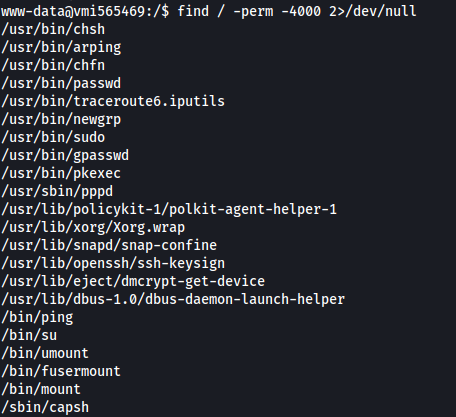 www-data@vmi565469:/$ find / -perm -4000 2>/dev/null
/usr/bin/chsh
/usr/bin/arping
/usr/bin/chfn
/usr/bin/passwd
/usr/bin/traceroute6.iputils
/usr/bin/newgrp
/usr/bin/sudo
/usr/bin/gpasswd
/usr/bin/pkexec
/usr/sbin/pppd
/usr/lib/policykit-1/polkit-agent-helper-1
/usr/lib/xorg/Xorg.wrap
/usr/lib/snapd/snap-confine
/usr/lib/openssh/ssh-keysign
/usr/lib/eject/dmcrypt-get-device
/usr/lib/dbus-1.0/dbus-daemon-launch-helper
/bin/ping
/bin/su
/bin/umount
/bin/fusermount
/bin/mount
/sbin/capsh